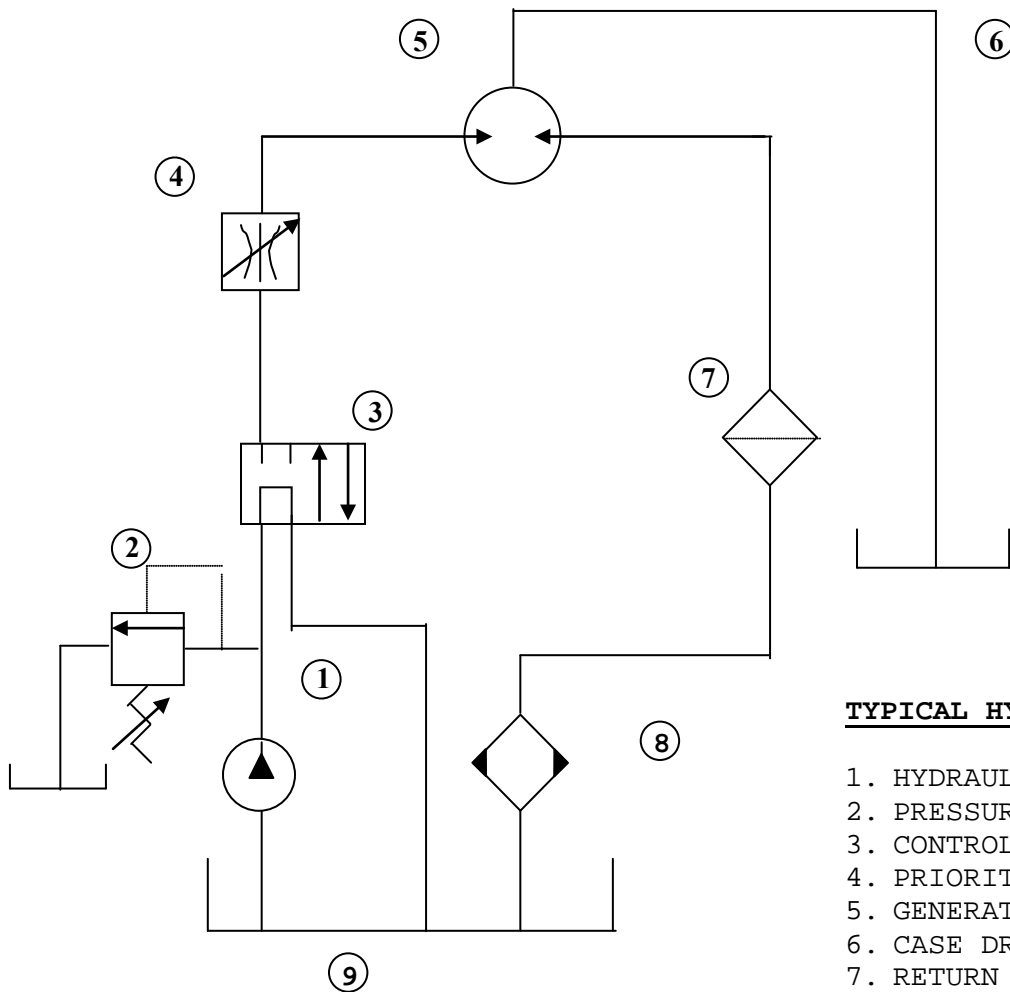 5
6
4
3
7
2
1
8
9
TYPICAL HY
1. HYDRAUL
2. PRESSUR
3. CONTROL
4. PRIORIT
5. GENERAT
6. CASE DR
7. RETURN